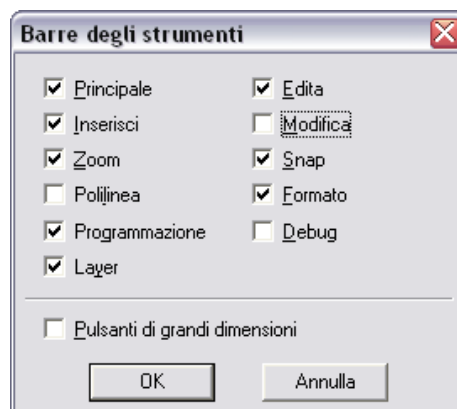 Barre degli strumenti
Principale
Edita
Inserisci
Modifica
Zoom
Snap
Polilinea
Formato
Programmazione
Debug
Layer
Pulsanti di grandi dimensioni
OK
Annulla